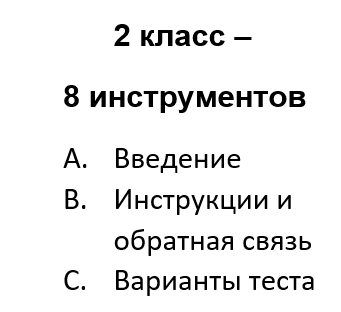 2 класс –
8 инструментов
A. Введение
B. Инструкции и
обратная связь
C. Варианты теста